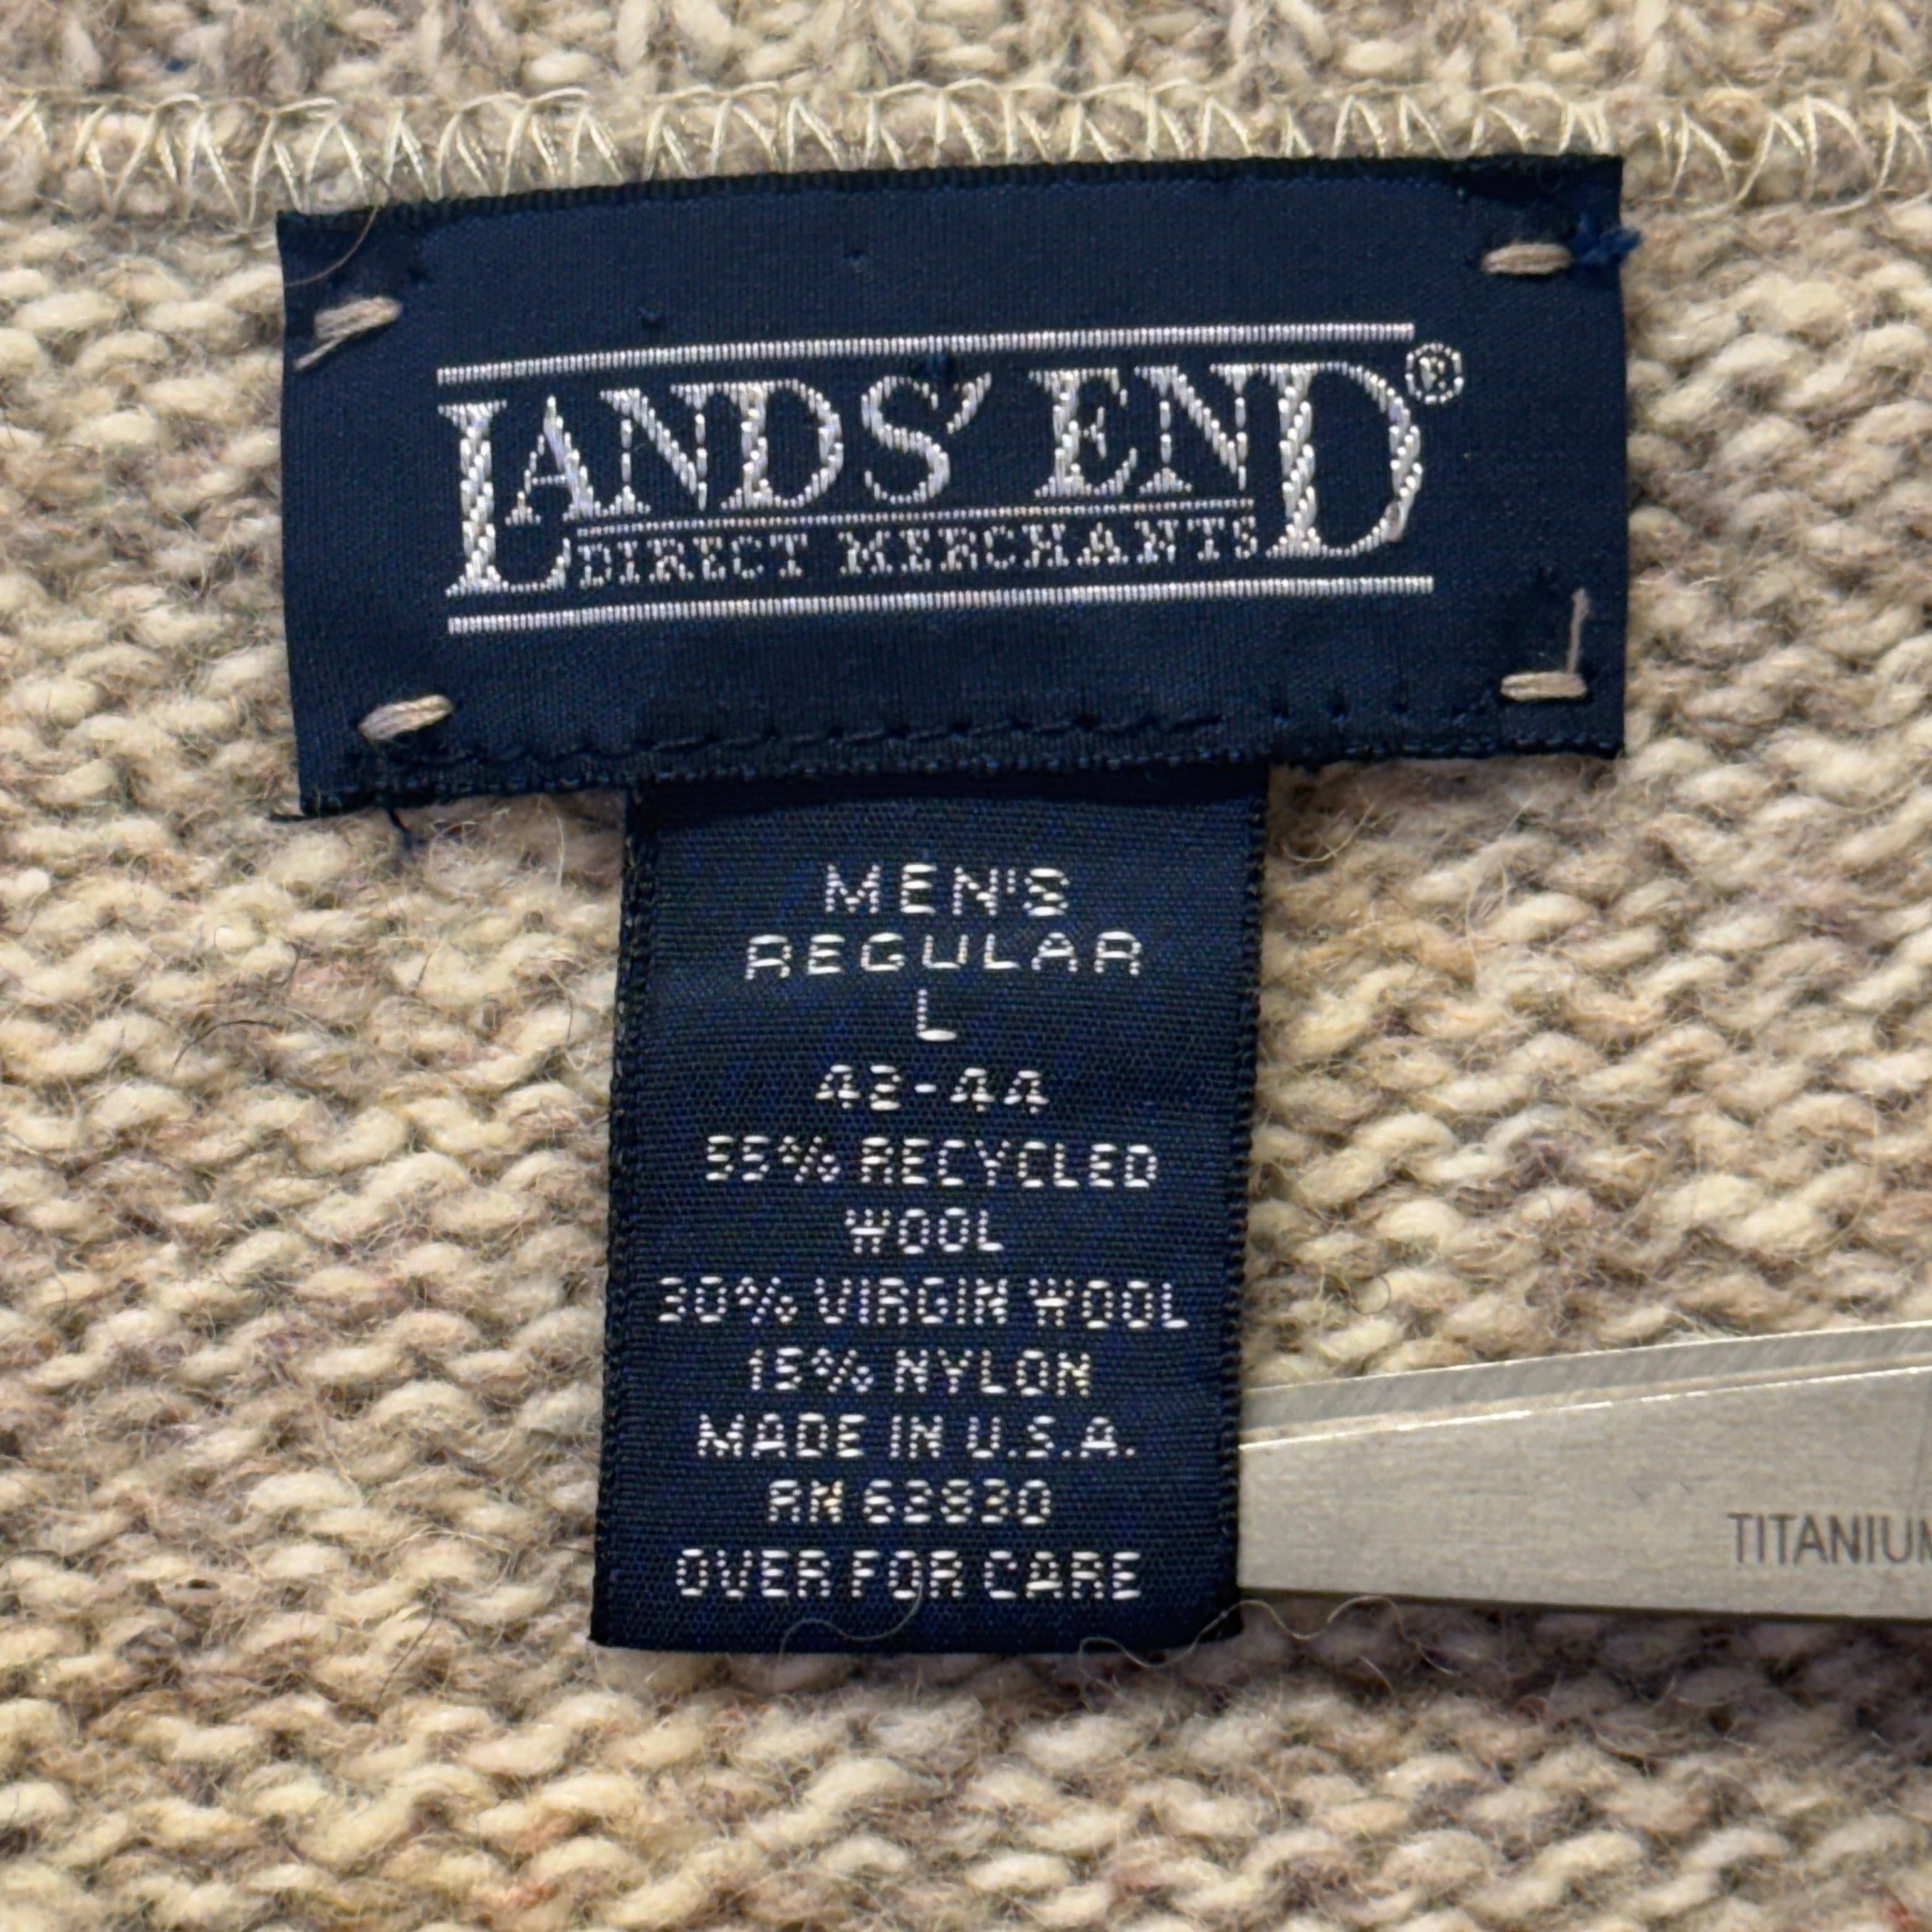 LANDS' END®
DIRECT MERCHANTS
MEN'S
REGULAR
L
42-44
55% RECYCLED
WOOL
30% VIRGIN WOOL
15% NYLON
MADE IN U.S.A.
RN 62830
OVER FOR CARE
TITANIUM